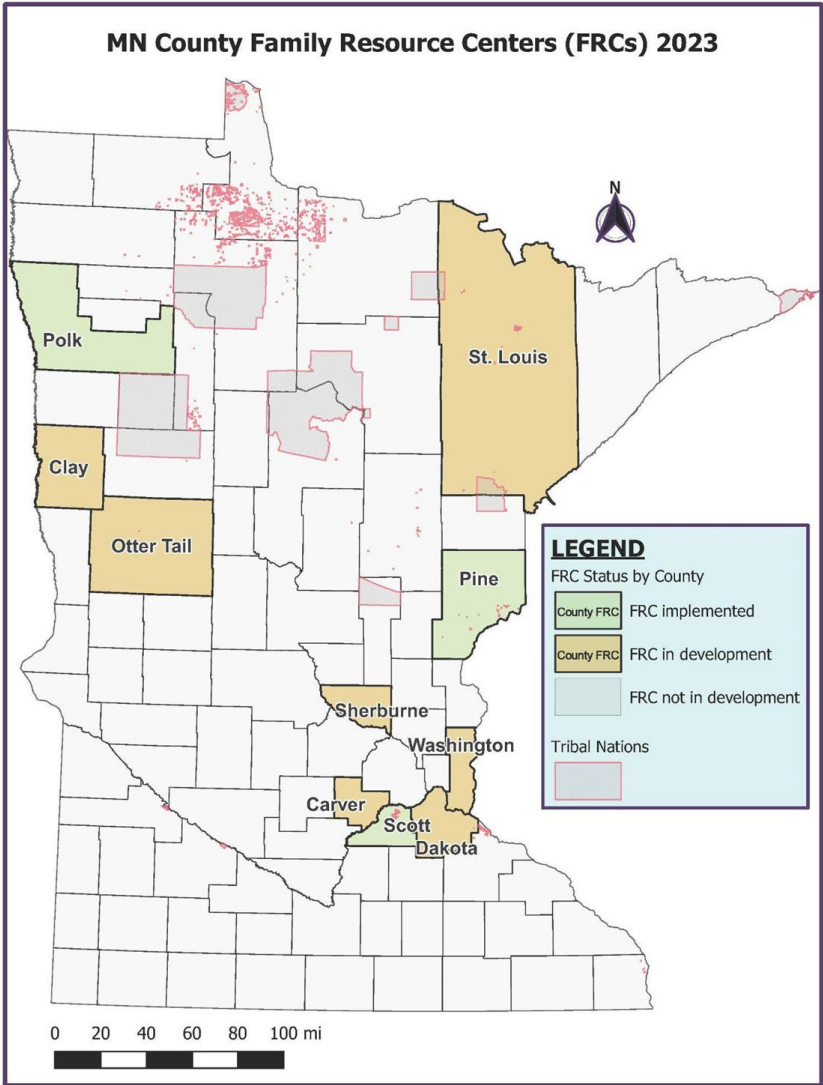 MN County Family Resource Centers (FRCs) 2023
N
Polk
St. Louis
Clay
Otter Tail
Pine
Sherburne
Washington
Carver
Scott
Dakota
LEGEND
FRC Status by County
County FRC FRC implemented
County FRC FRC in development
FRC not in development
Tribal Nations
0 20 40 60 80 100 mi